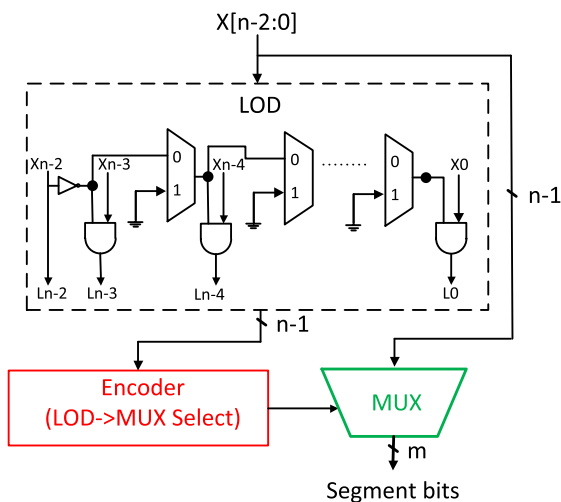 X[n-2:0]
LOD
Xn-2
Xn-3
0
1
Xn-4
0
1
........
0
1
X0
n-1
Ln-2
Ln-3
Ln-4
L0
n-1
Encoder
(LOD->MUX Select)
MUX
m
Segment bits